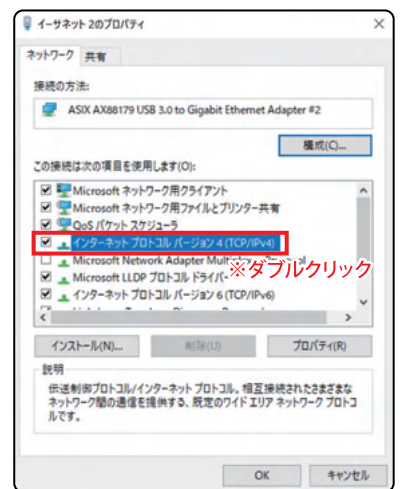 イーサネット 2のプロパティ
ネットワーク 共有
接続の方法:
ASIX AX88179 USB 3.0 to Gigabit Ethernet Adapter #2
構成(C)...
この接続は次の項目を使用します(O):
Microsoft ネットワーク用クライアント
Microsoft ネットワーク用ファイルとプリンター共有
QoS パケット スケジューラ
インターネット プロトコル バージョン 4 (TCP/IPv4)
Microsoft Network Adapter
※ダブルクリック
Microsoft LLDP プロトコル
インターネット プロトコル バージョン 6 (TCP/IPv6)
インストール(N)... 削除(U) プロパティ(R)
説明
伝送制御プロトコル/インターネット プロトコル。相互接続されたさまざまな
ネットワーク間の通信を提供する、既定のワイド エリア ネットワーク プロトコ
ルです。
OK キャンセル